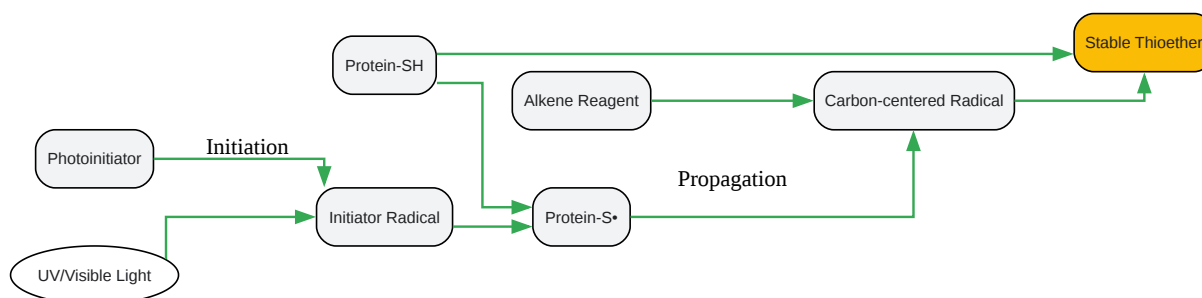 Stable Thioether
Protein-SH
Alkene Reagent
Carbon-centered Radical
Initiation
Photoinitiator
Propagation
Initiator Radical
Protein-S•
UV/Visible Light